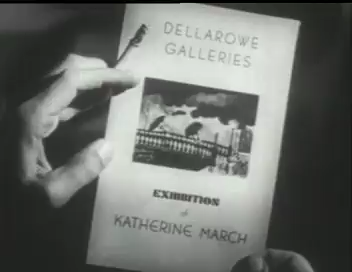 DELLAROWE
GALLERIES
EXHIBITION
of
KATHERINE MARCH